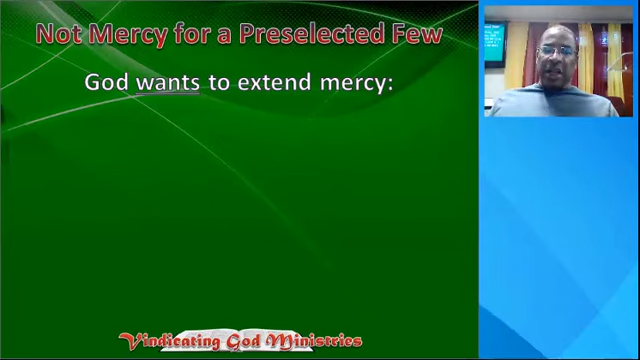 Not Mercy for a Preselected Few
God wants to extend mercy:
Vindicating God Ministries